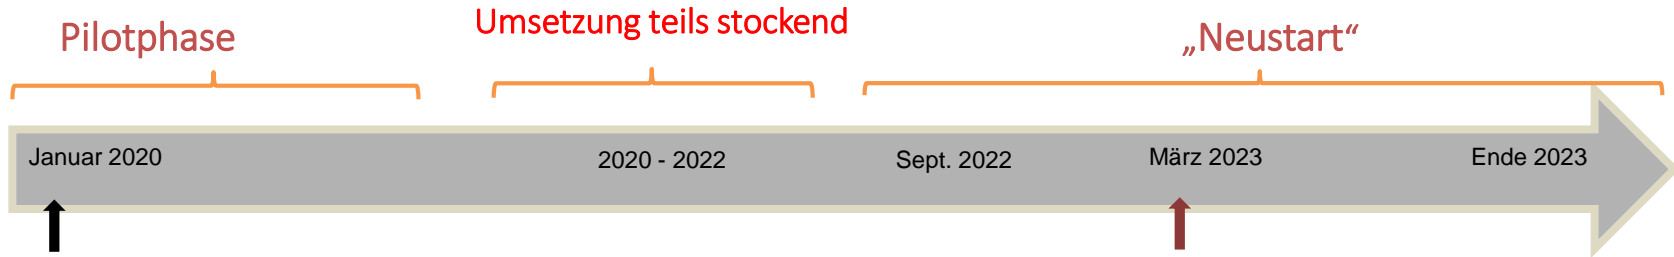 Pilotphase
Umsetzung teils stockend
„Neustart“
Januar 2020
2020 - 2022
Sept. 2022
März 2023
Ende 2023